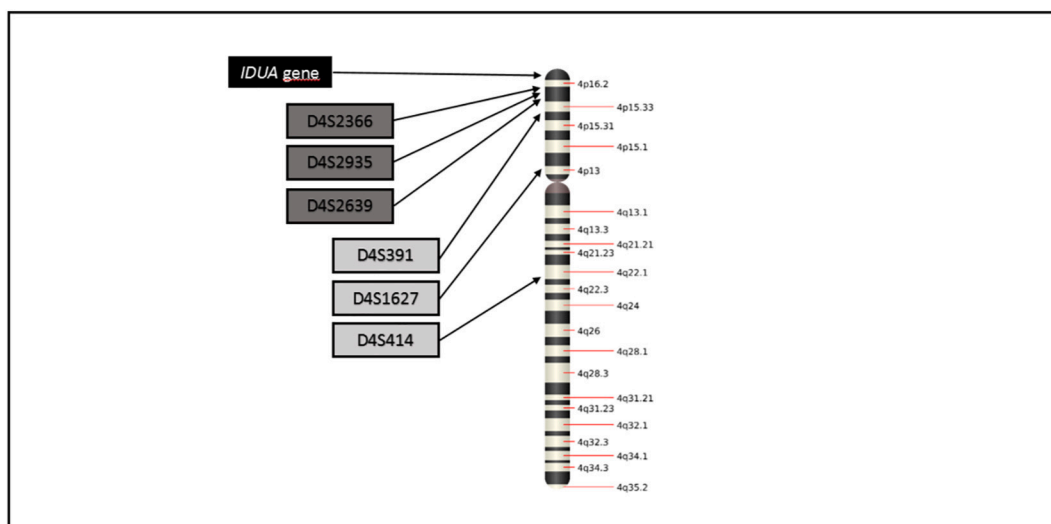 IDUA gene
D4S2366
D4S2935
D4S2639
D4S391
D4S1627
D4S414
4p16.2
4p15.33
4p15.31
4p15.1
4p13
4q13.1
4q13.3
4q21.21
4q21.23
4q22.1
4q22.3
4q24
4q26
4q28.1
4q28.3
4q31.21
4q31.23
4q32.1
4q32.3
4q34.1
4q34.3
4q35.2